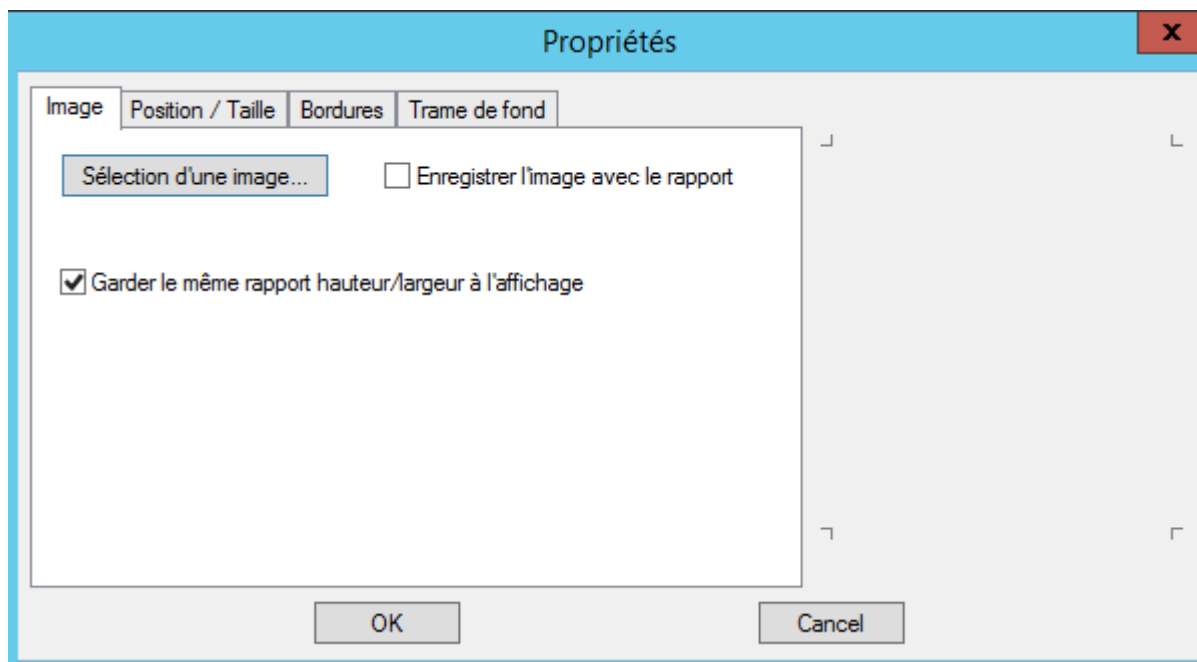 Propriétés
x
Image Position / Taille Bordures Trame de fond
Sélection d'une image... Enregistrer l'image avec le rapport
Garder le même rapport hauteur/largeur à l'affichage
OK Cancel